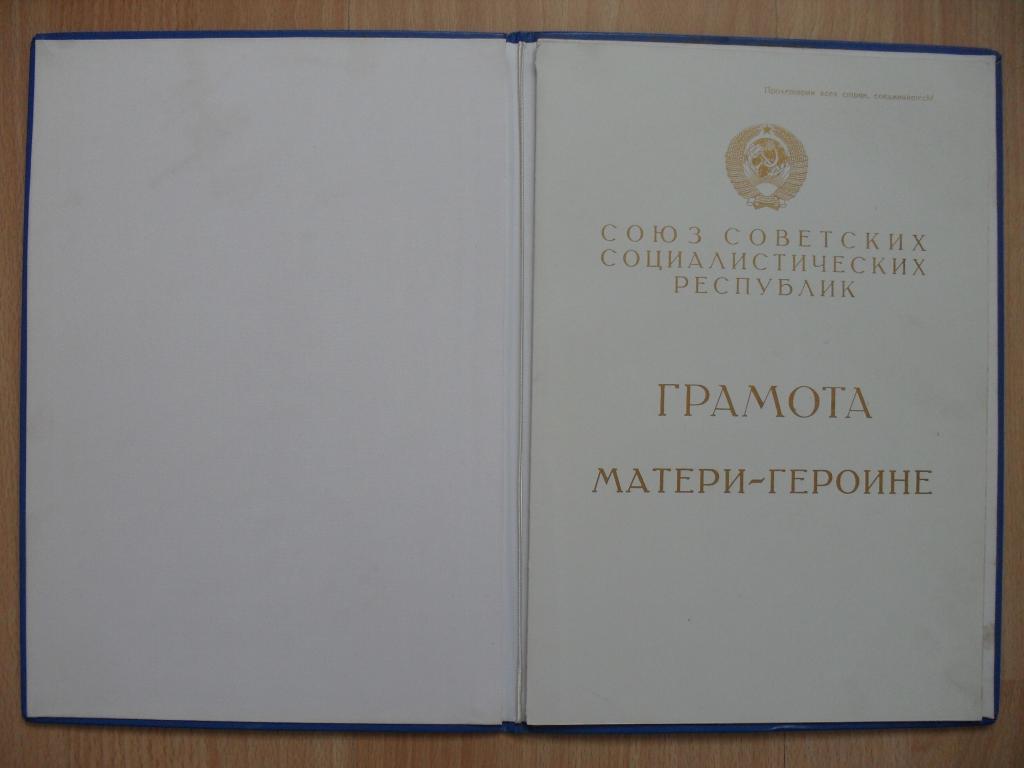 Пролетарии всех стран, соединяйтесь!
СОЮЗ СОВЕТСКИХ
СОЦИАЛИСТИЧЕСКИХ
РЕСПУБЛИК
ГРАМОТА
МАТЕРИ-ГЕРОИНЕ